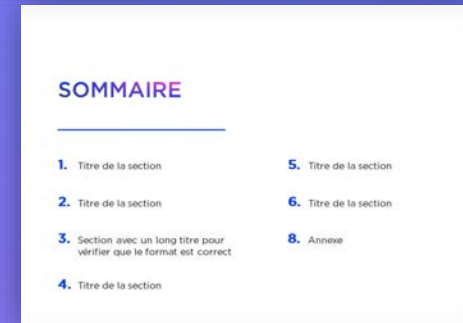 SOMMAIRE
1. Titre de la section
2. Titre de la section
3. Section avec un long titre pour
vérifier que le format est correct
4. Titre de la section
5. Titre de la section
6. Titre de la section
8. Annexe